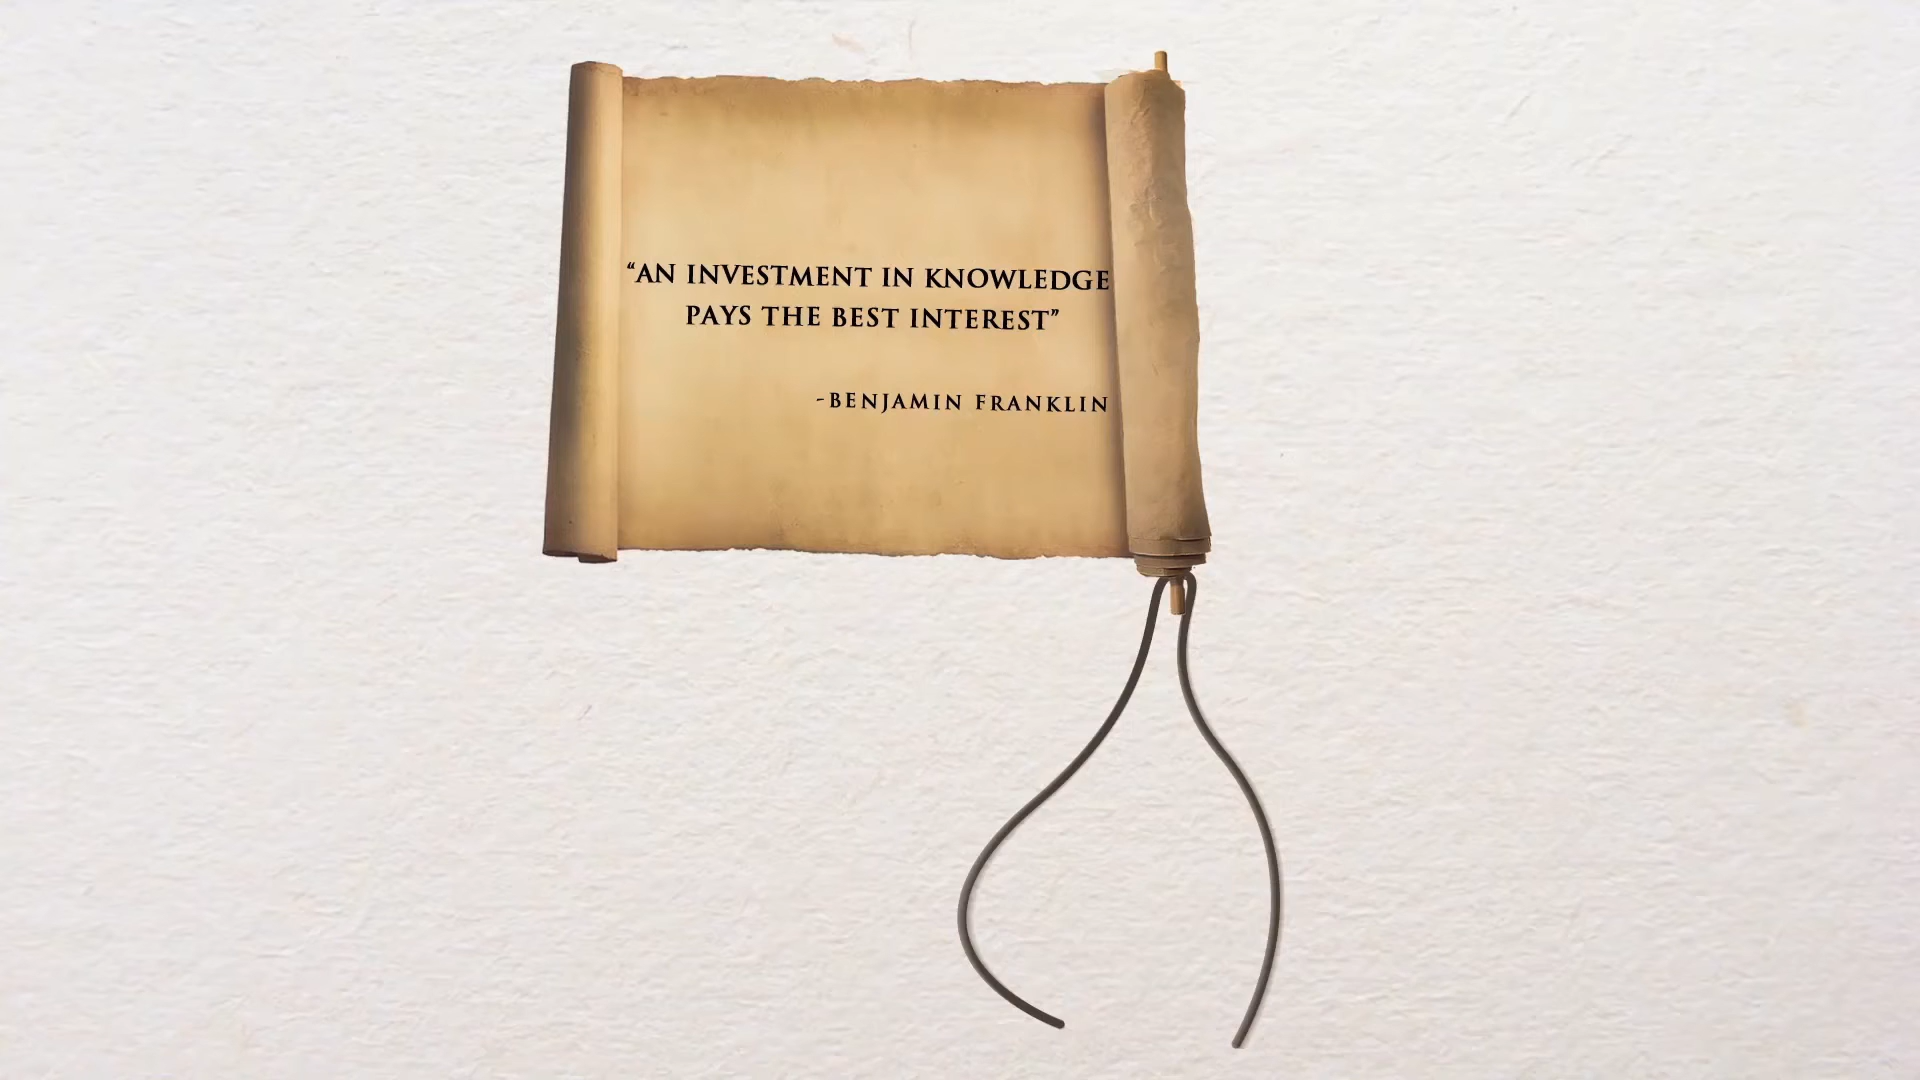 “AN INVESTMENT IN KNOWLEDGE
PAYS THE BEST INTEREST”
-BENJAMIN FRANKLIN